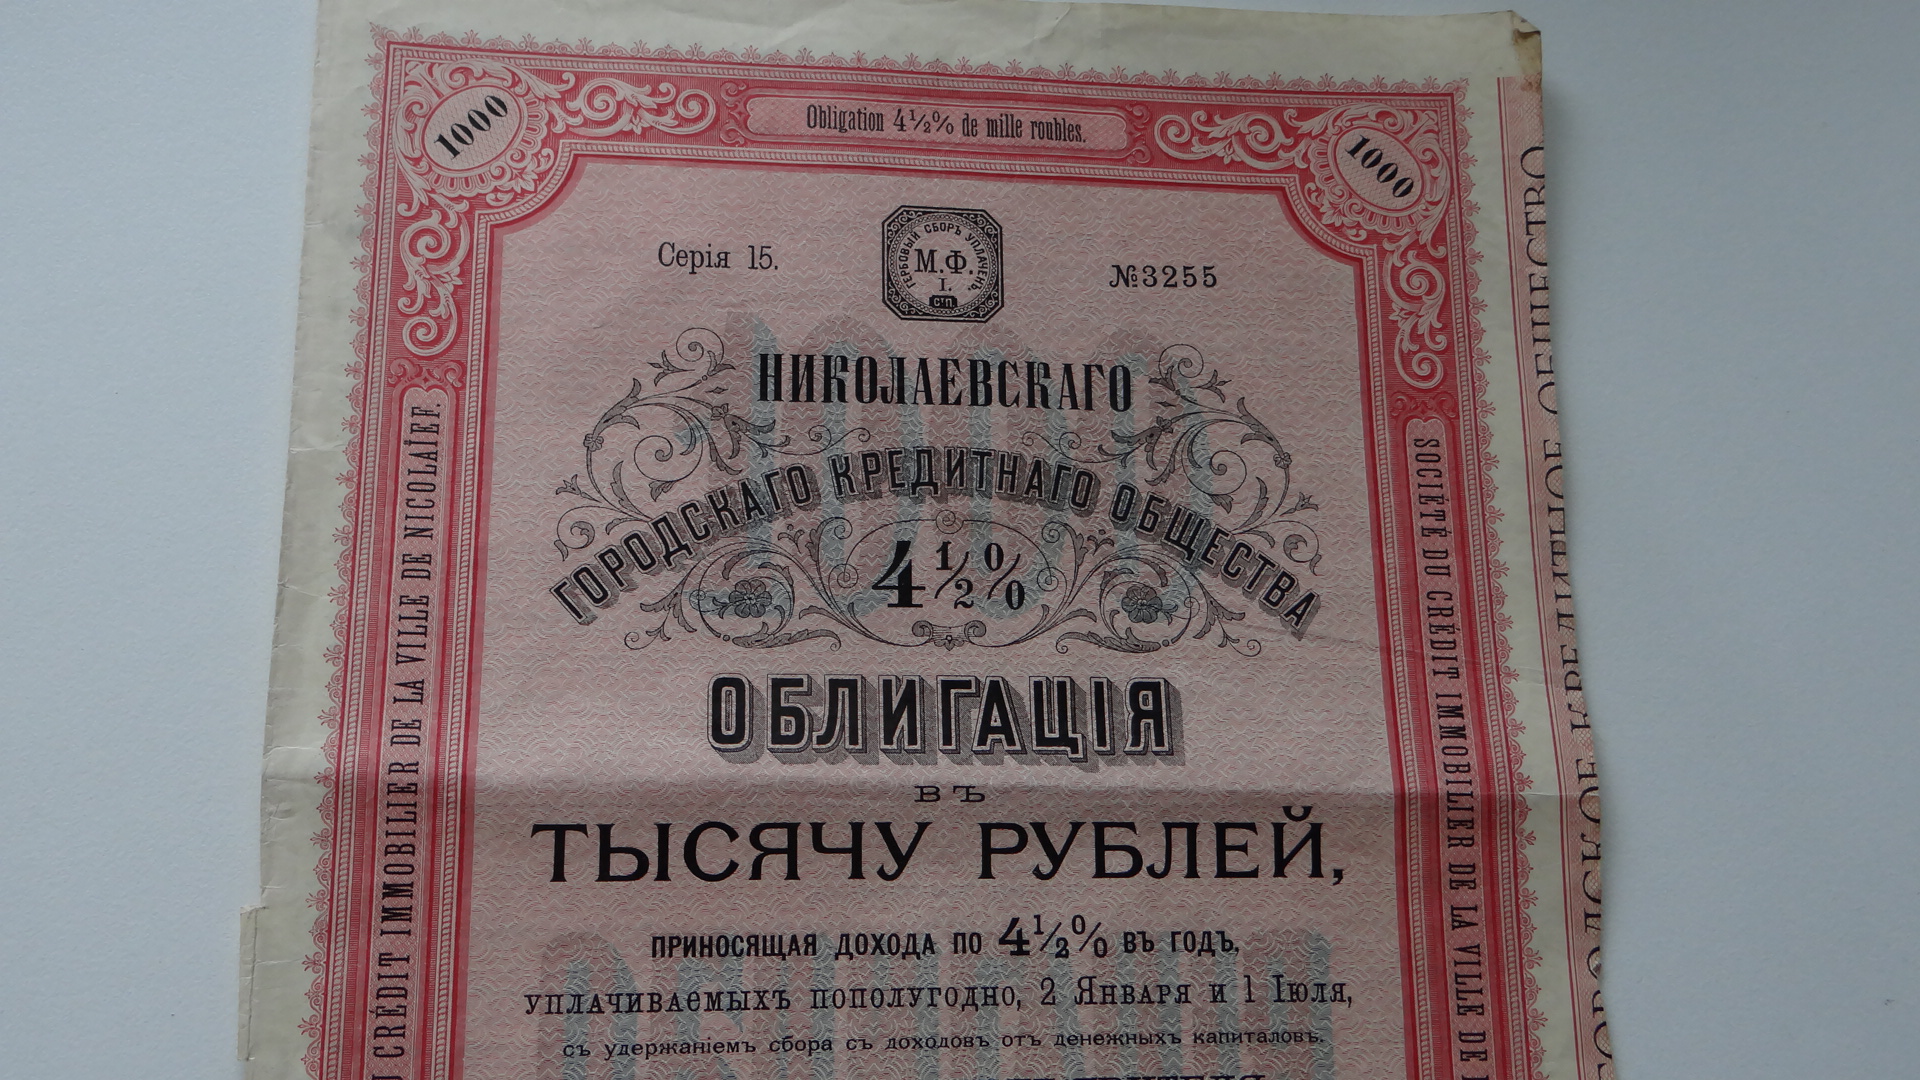 1000
Obligation 4½% de mille roubles.
1000
Серія 15.
ГЕРБОВЫЙ СБОРЪ УПЛАЧЕНЪ.
М.Ф.
I.
№3255
НИКОЛАЕВСКАГО
ГОРОДСКАГО КРЕДИТНАГО ОБЩЕСТВА
4½%
ОБЛИГАЦІЯ
ВЪ
ТЫСЯЧУ РУБЛЕЙ,
ПРИНОСЯЩАЯ ДОХОДА ПО 4½% ВЪ ГОДЪ,
УПЛАЧИВАЕМЫХЪ ПОПОЛУГОДНО, 2 ЯНВАРЯ И 1 ІЮЛЯ,
съ удержаніемъ сбора съ доходовъ отъ денежныхъ капиталовъ.
CRÉDIT IMMOBILIER DE LA VILLE DE NICOLAÏEF.
SOCIÉTÉ DU CRÉDIT IMMOBILIER DE LA VILLE DE
ГОРОДСКОЕ КРЕДИТНОЕ ОБЩЕСТВО